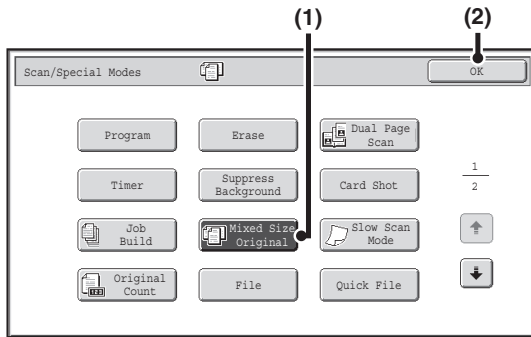 (1) (2)
Scan/Special Modes OK
Program Erase Dual Page
Scan
Timer Suppress
Background Card Shot
1
2
Job
Build Mixed Size
Original Slow Scan
Mode
Original
Count File Quick File
123